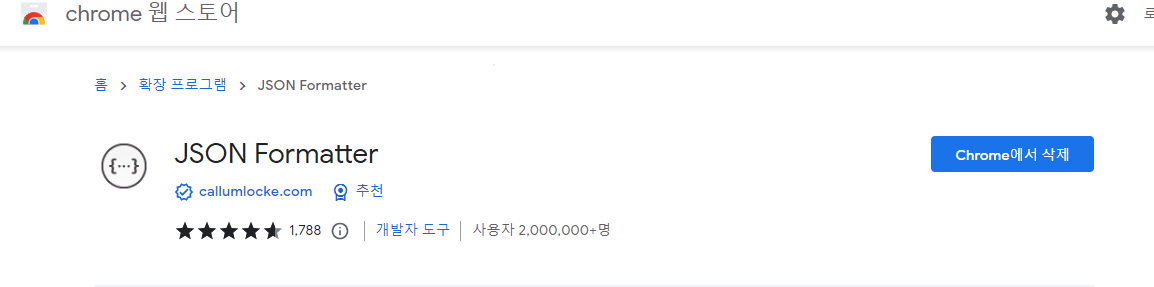 chrome 웹 스토어
홈 > 확장 프로그램 > JSON Formatter
JSON Formatter
{···}
Chrome에서 삭제
callumlocke.com 추천
1,788 개발자 도구 사용자 2,000,000+명